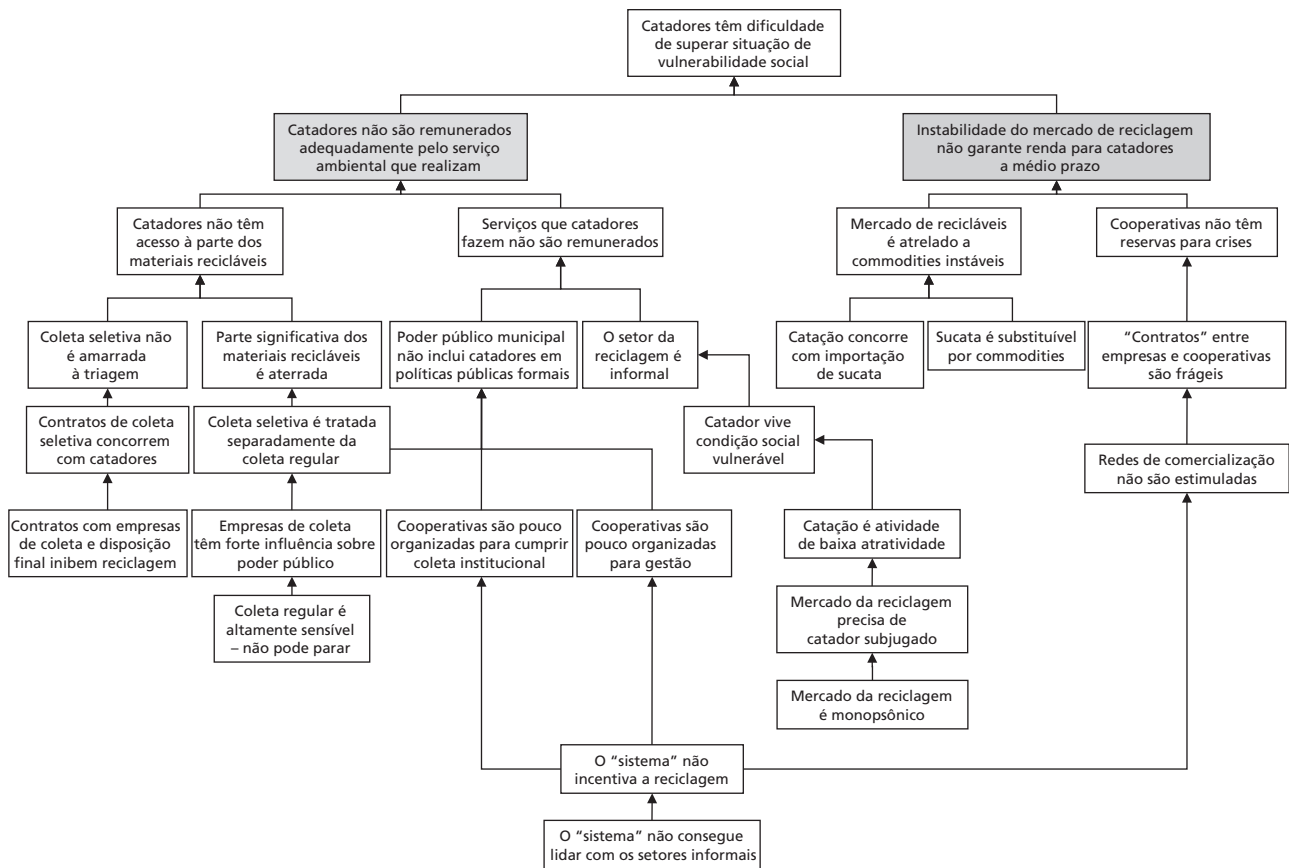 Catadores têm dificuldade
de superar situação de
vulnerabilidade social
Catadores não são remunerados
adequadamente pelo serviço
ambiental que realizam
Instabilidade do mercado de reciclagem
não garante renda para catadores
a médio prazo
Catadores não têm
acesso à parte dos
materiais recicláveis
Serviços que catadores
fazem não são remunerados
Mercado de recicláveis
é atrelado a
commodities instáveis
Cooperativas não têm
reservas para crises
Coleta seletiva não
é amarrada
à triagem
Parte significativa dos
materiais recicláveis
é aterrada
Poder público municipal
não inclui catadores em
políticas públicas formais
O setor da
reciclagem é
informal
Catação concorre
com importação
de sucata
Sucata é substituível
por commodities
“Contratos” entre
empresas e cooperativas
são frágeis
Contratos de coleta
seletiva concorrem
com catadores
Coleta seletiva é tratada
separadamente da
coleta regular
Catador vive
condição social
vulnerável
Redes de comercialização
não são estimuladas
Contratos com empresas
de coleta e disposição
final inibem reciclagem
Empresas de coleta
têm forte influência sobre
poder público
Cooperativas são pouco
organizadas para cumprir
coleta institucional
Cooperativas são
pouco organizadas
para gestão
Catação é atividade
de baixa atratividade
Coleta regular é
altamente sensível
– não pode parar
Mercado da reciclagem
precisa de
catador subjugado
Mercado da reciclagem
é monopsônico
O “sistema” não
incentiva a reciclagem
O “sistema” não consegue
lidar com os setores informais